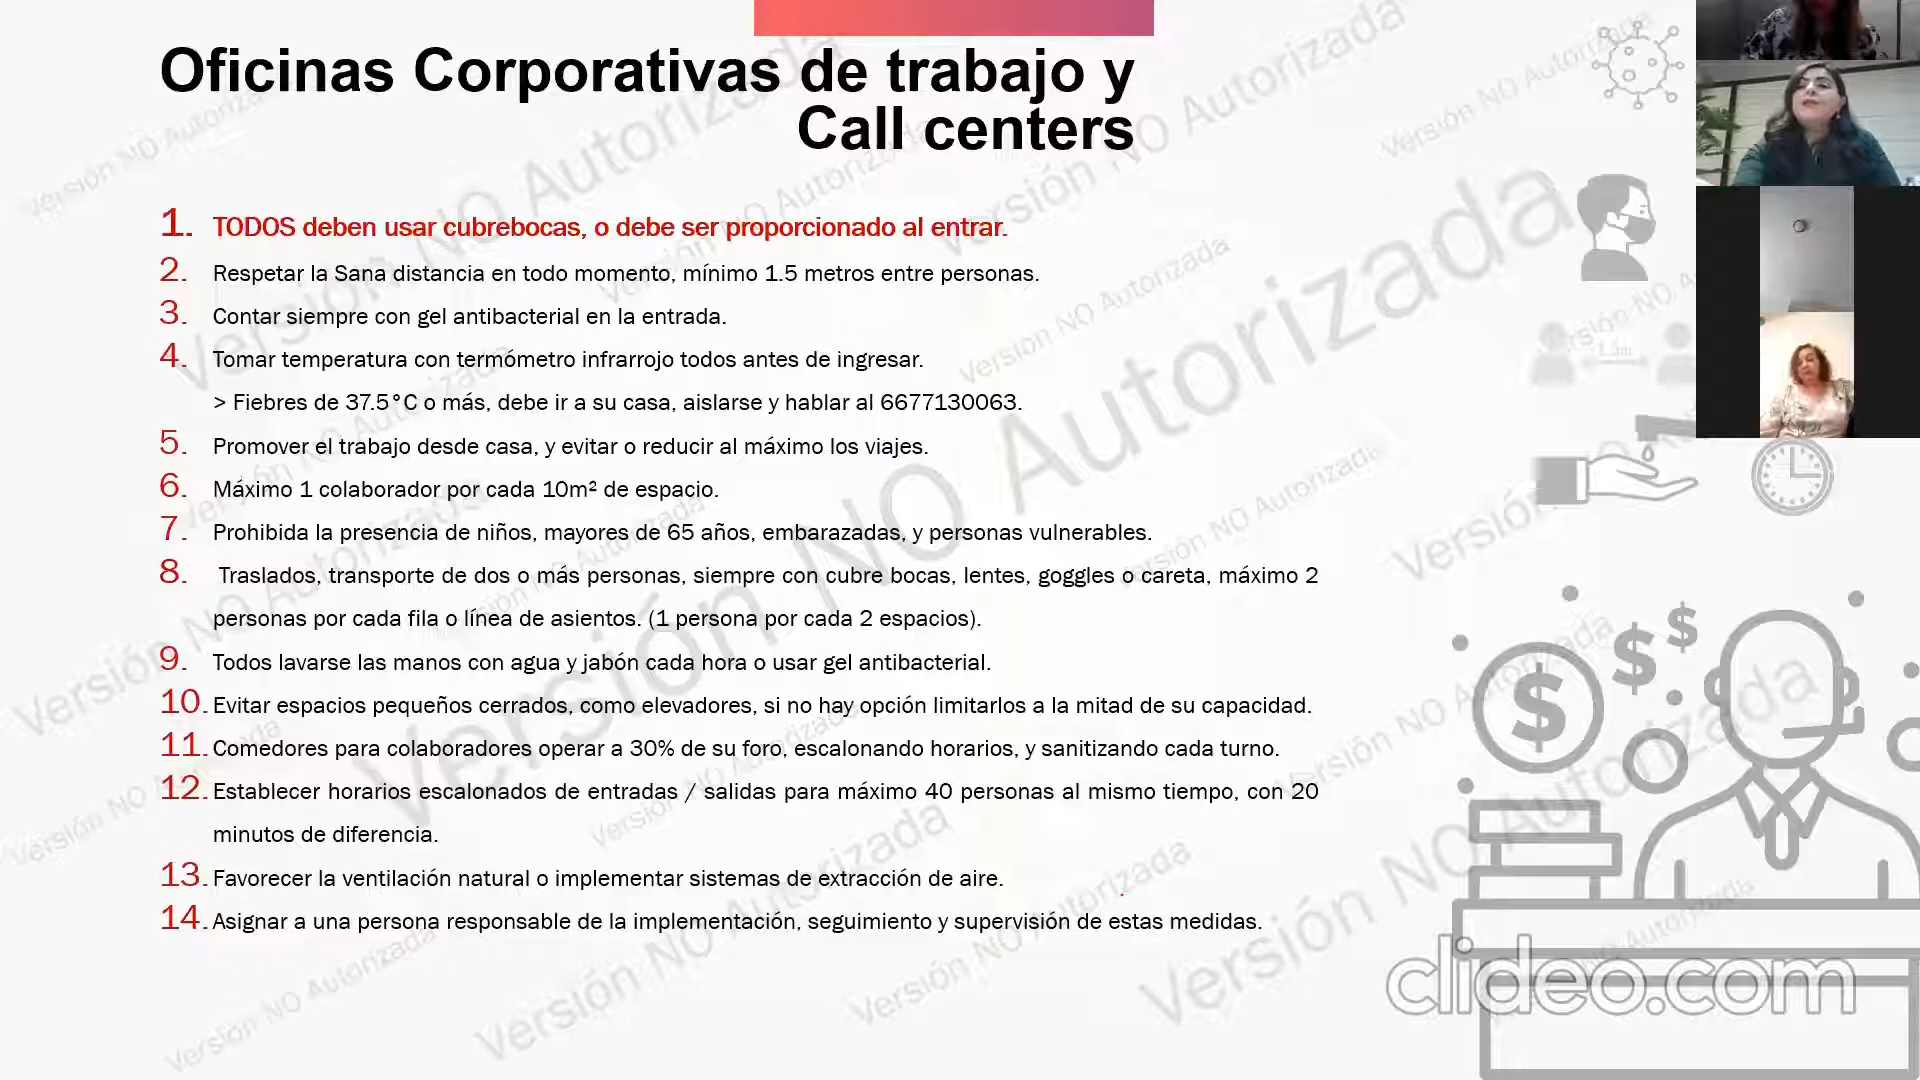 Oficinas Corporativas de trabajo y
Call centers
1. TODOS deben usar cubrebocas, o debe ser proporcionado al entrar.
2. Respetar la Sana distancia en todo momento, mínimo 1.5 metros entre personas.
3. Contar siempre con gel antibacterial en la entrada.
4. Tomar temperatura con termómetro infrarrojo todos antes de ingresar.
> Fiebres de 37.5°C o más, debe ir a su casa, aislarse y hablar al 6677130063.
5. Promover el trabajo desde casa, y evitar o reducir al máximo los viajes.
6. Máximo 1 colaborador por cada 10m² de espacio.
7. Prohibida la presencia de niños, mayores de 65 años, embarazadas, y personas vulnerables.
8. Traslados, transporte de dos o más personas, siempre con cubre bocas, lentes, goggles o careta, máximo 2
personas por cada fila o línea de asientos. (1 persona por cada 2 espacios).
9. Todos lavarse las manos con agua y jabón cada hora o usar gel antibacterial.
10. Evitar espacios pequeños cerrados, como elevadores, si no hay opción limitarlos a la mitad de su capacidad.
11. Comedores para colaboradores operar a 30% de su foro, escalonando horarios, y sanitizando cada turno.
12. Establecer horarios escalonados de entradas / salidas para máximo 40 personas al mismo tiempo, con 20
minutos de diferencia.
13. Favorecer la ventilación natural o implementar sistemas de extracción de aire.
14. Asignar a una persona responsable de la implementación, seguimiento y supervisión de estas medidas.
Versión NO Autorizada
1.5m
$
$
$
clideo.com